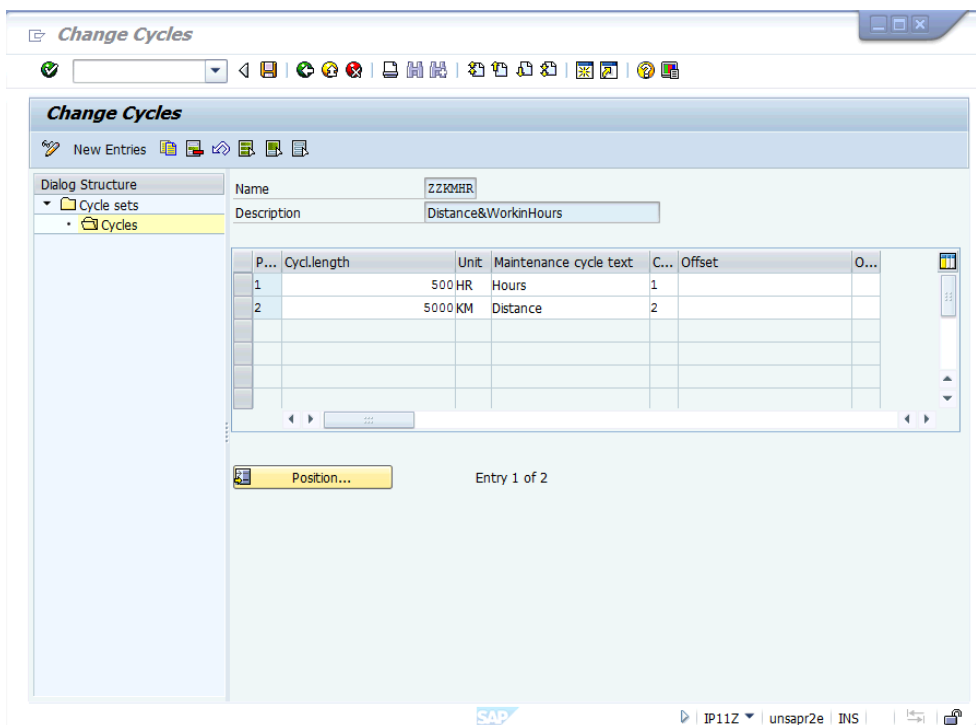 Change Cycles
Change Cycles
New Entries
Dialog Structure
Cycle sets
Cycles
Name ZZKMHR
Description Distance&WorkinHours
P... Cycl.length Unit Maintenance cycle text C... Offset O...
1 500 HR Hours 1
2 5000 KM Distance 2
Position... Entry 1 of 2
SAP IP11Z unsapr2e INS